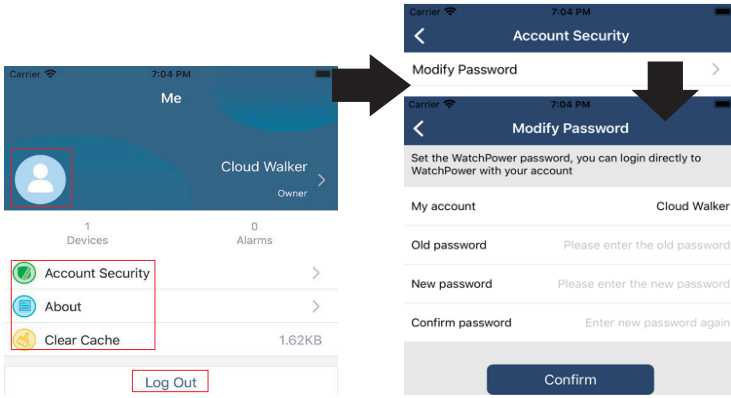 Carrier 7:04 PM
Me
Cloud Walker
Owner
1 0
Devices Alarms
Account Security
About
Clear Cache 1.62KB
Log Out
Carrier 7:04 PM
Account Security
Modify Password
Carrier 7:04 PM
Modify Password
Set the WatchPower password, you can login directly to
WatchPower with your account
My account Cloud Walker
Old password Please enter the old password
New password Please enter the new password
Confirm password Enter new password again
Confirm